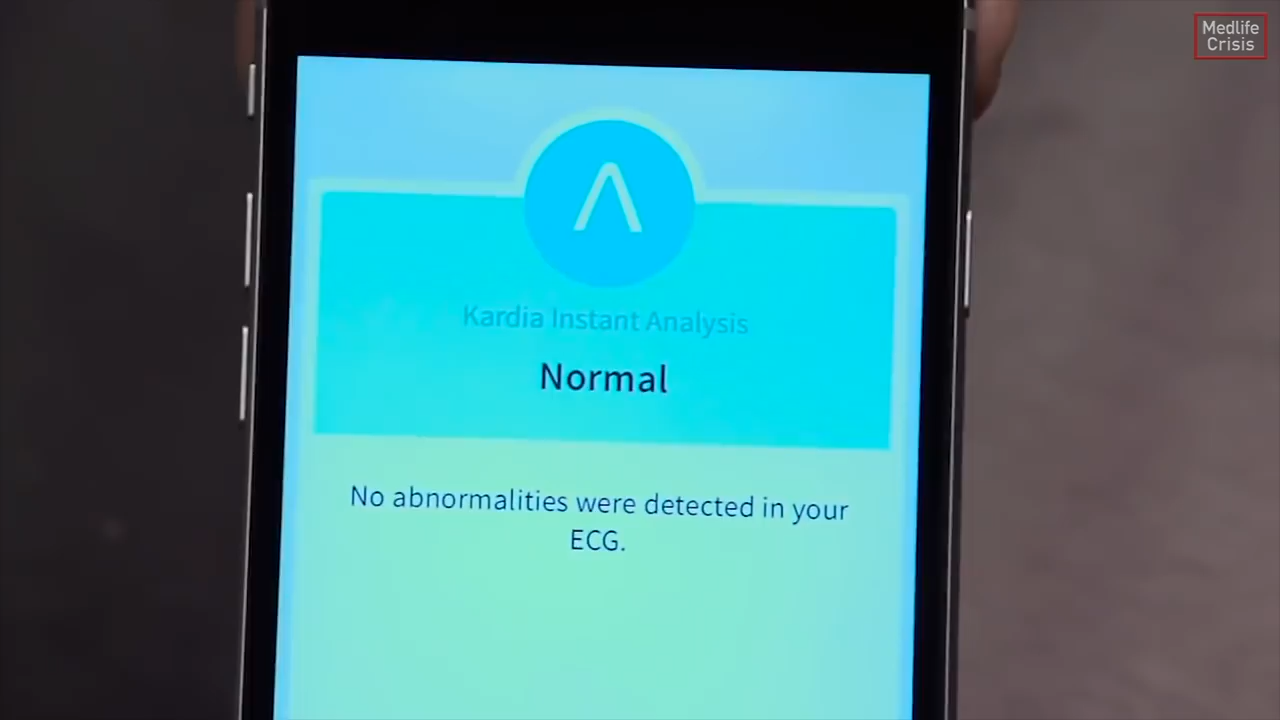 Medlife
Crisis
Kardia Instant Analysis
Normal
No abnormalities were detected in your
ECG.